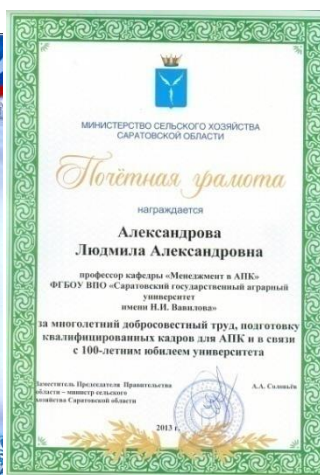 МИНИСТЕРСТВО СЕЛЬСКОГО ХОЗЯЙСТВА
САРАТОВСКОЙ ОБЛАСТИ
Почётная грамота
награждается
Александрова
Людмила Александровна
профессор кафедры «Менеджмент в АПК»
ФГБОУ ВПО «Саратовский государственный аграрный
университет
имени Н.И. Вавилова»
за многолетний добросовестный труд, подготовку
квалифицированных кадров для АПК и в связи
с 100-летним юбилеем университета
Заместитель Председателя Правительства
области – министр сельского
хозяйства Саратовской области
А.А. Соловьёв
2013 г.